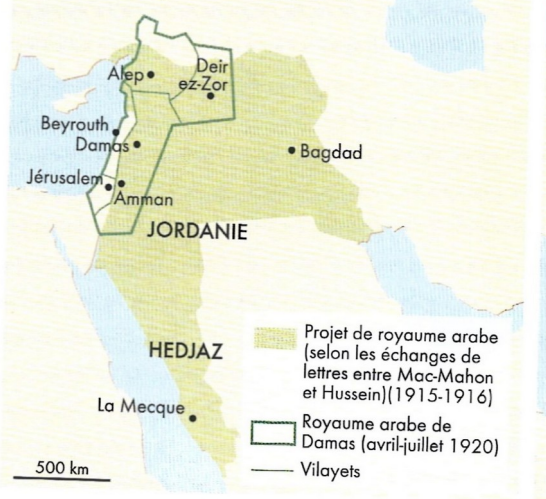 Alep
Deir
ez-Zor
Beyrouth
Damas
Bagdad
Jérusalem
Amman
JORDANIE
HEDJAZ
La Mecque
500 km
Projet de royaume arabe
(selon les échanges de
lettres entre Mac-Mahon
et Hussein)(1915-1916)
Royaume arabe de
Damas (avril-juillet 1920)
Vilayets